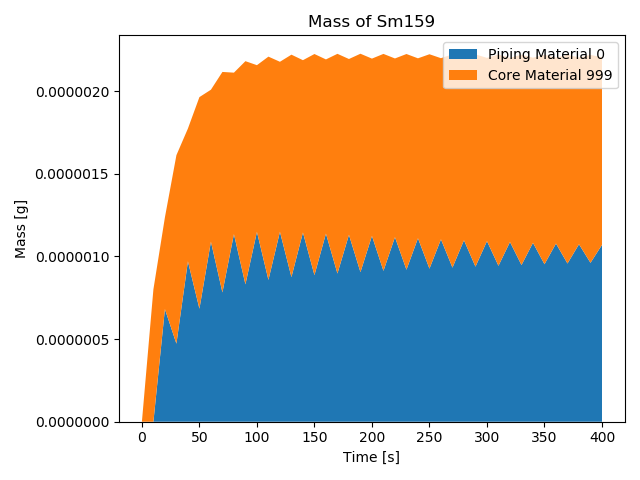 Mass of Sm159
Piping Material 0
Core Material 999
Mass [g]
0.0000020
0.0000015
0.0000010
0.0000005
0.0000000
0 50 100 150 200 250 300 350 400
Time [s]